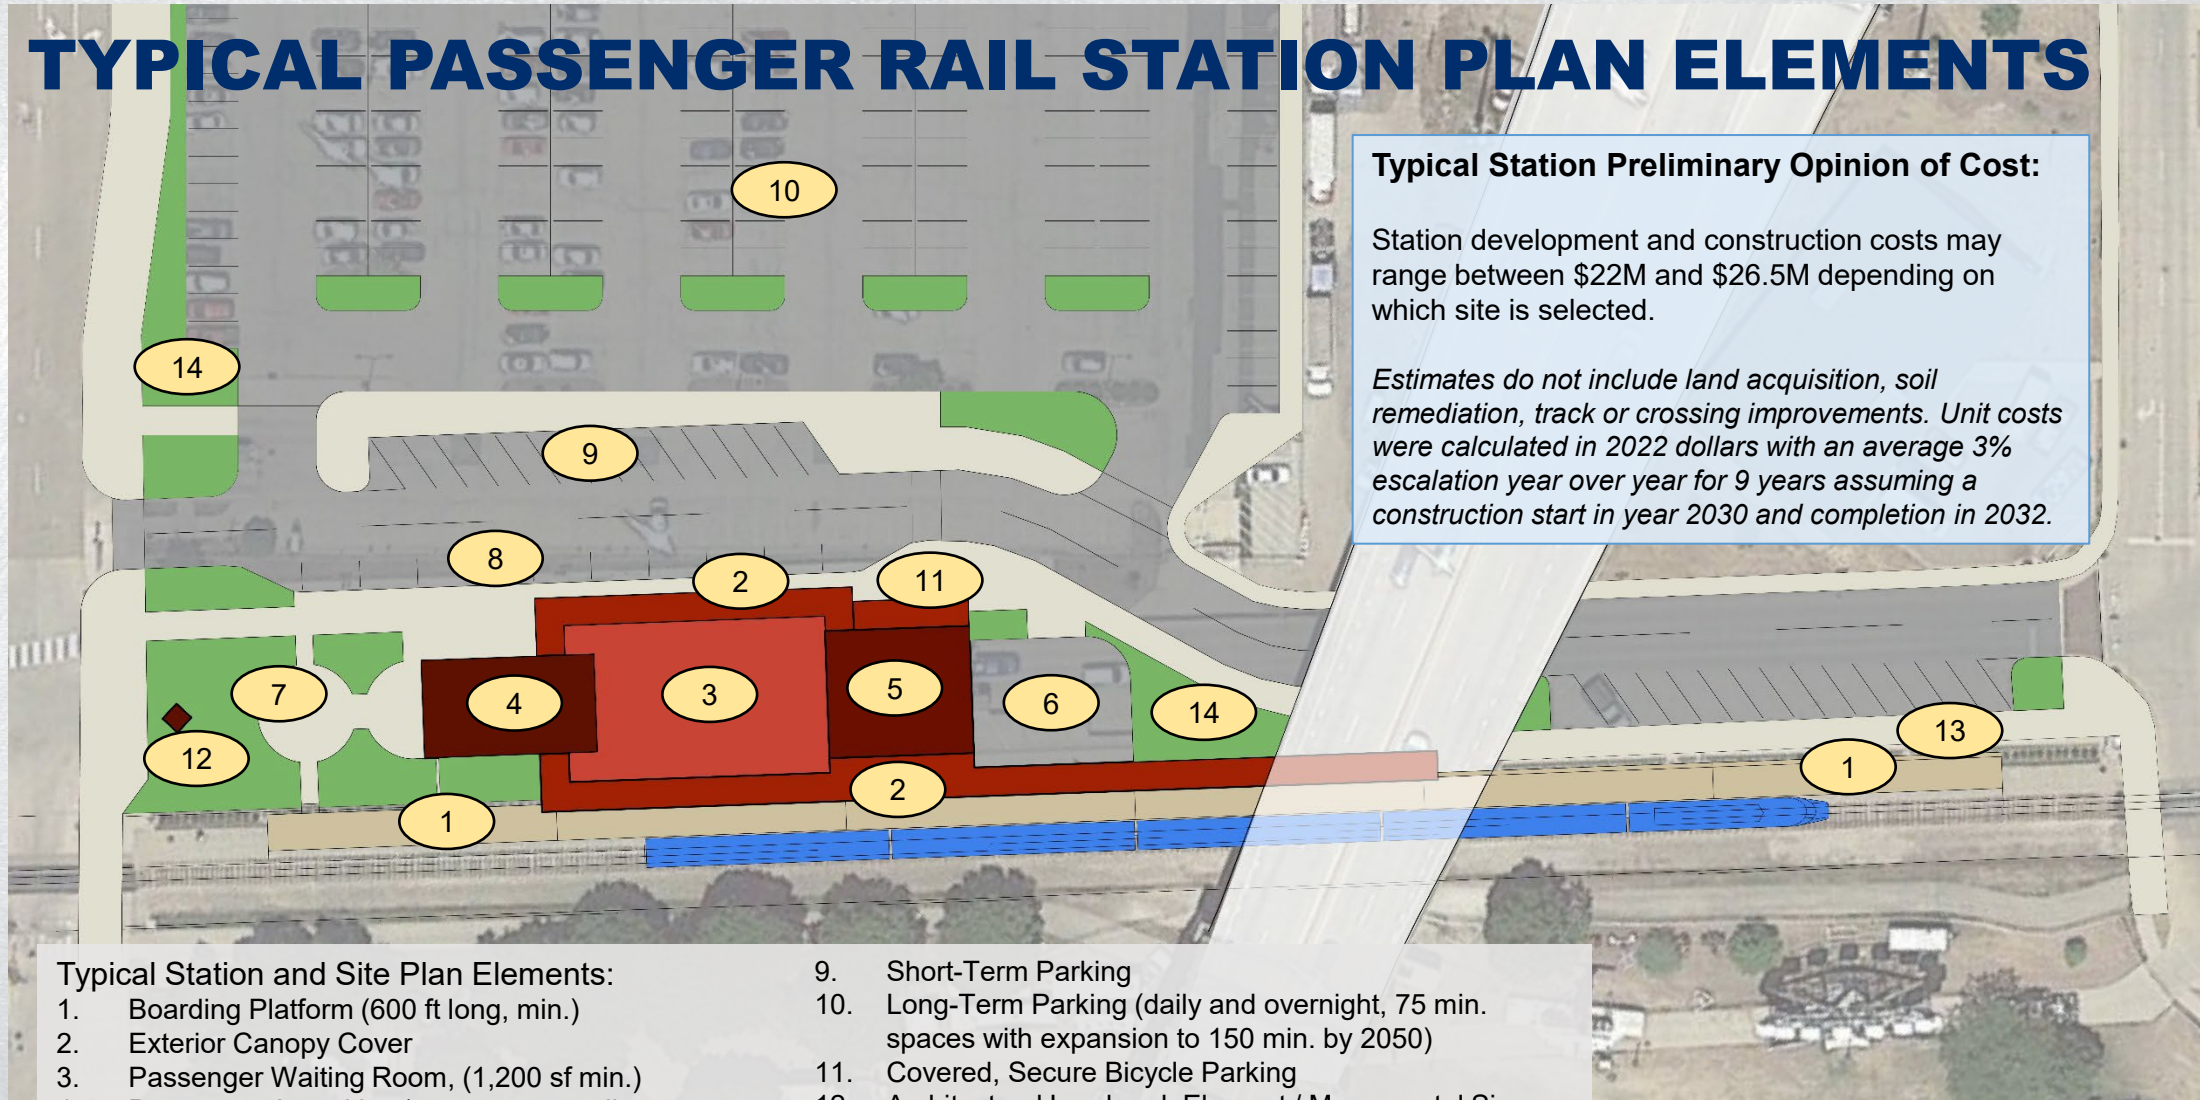 TYPICAL PASSENGER RAIL STATION PLAN ELEMENTS
Typical Station Preliminary Opinion of Cost:
Station development and construction costs may
range between $22M and $26.5M depending on
which site is selected.
Estimates do not include land acquisition, soil
remediation, track or crossing improvements. Unit costs
were calculated in 2022 dollars with an average 3%
escalation year over year for 9 years assuming a
construction start in year 2030 and completion in 2032.
10
14
9
8
2
11
7
4
3
5
6
14
12
13
1
2
1
Typical Station and Site Plan Elements:
1. Boarding Platform (600 ft long, min.)
2. Exterior Canopy Cover
3. Passenger Waiting Room, (1,200 sf min.)
9. Short-Term Parking
10. Long-Term Parking (daily and overnight, 75 min.
spaces with expansion to 150 min. by 2050)
11. Covered, Secure Bicycle Parking